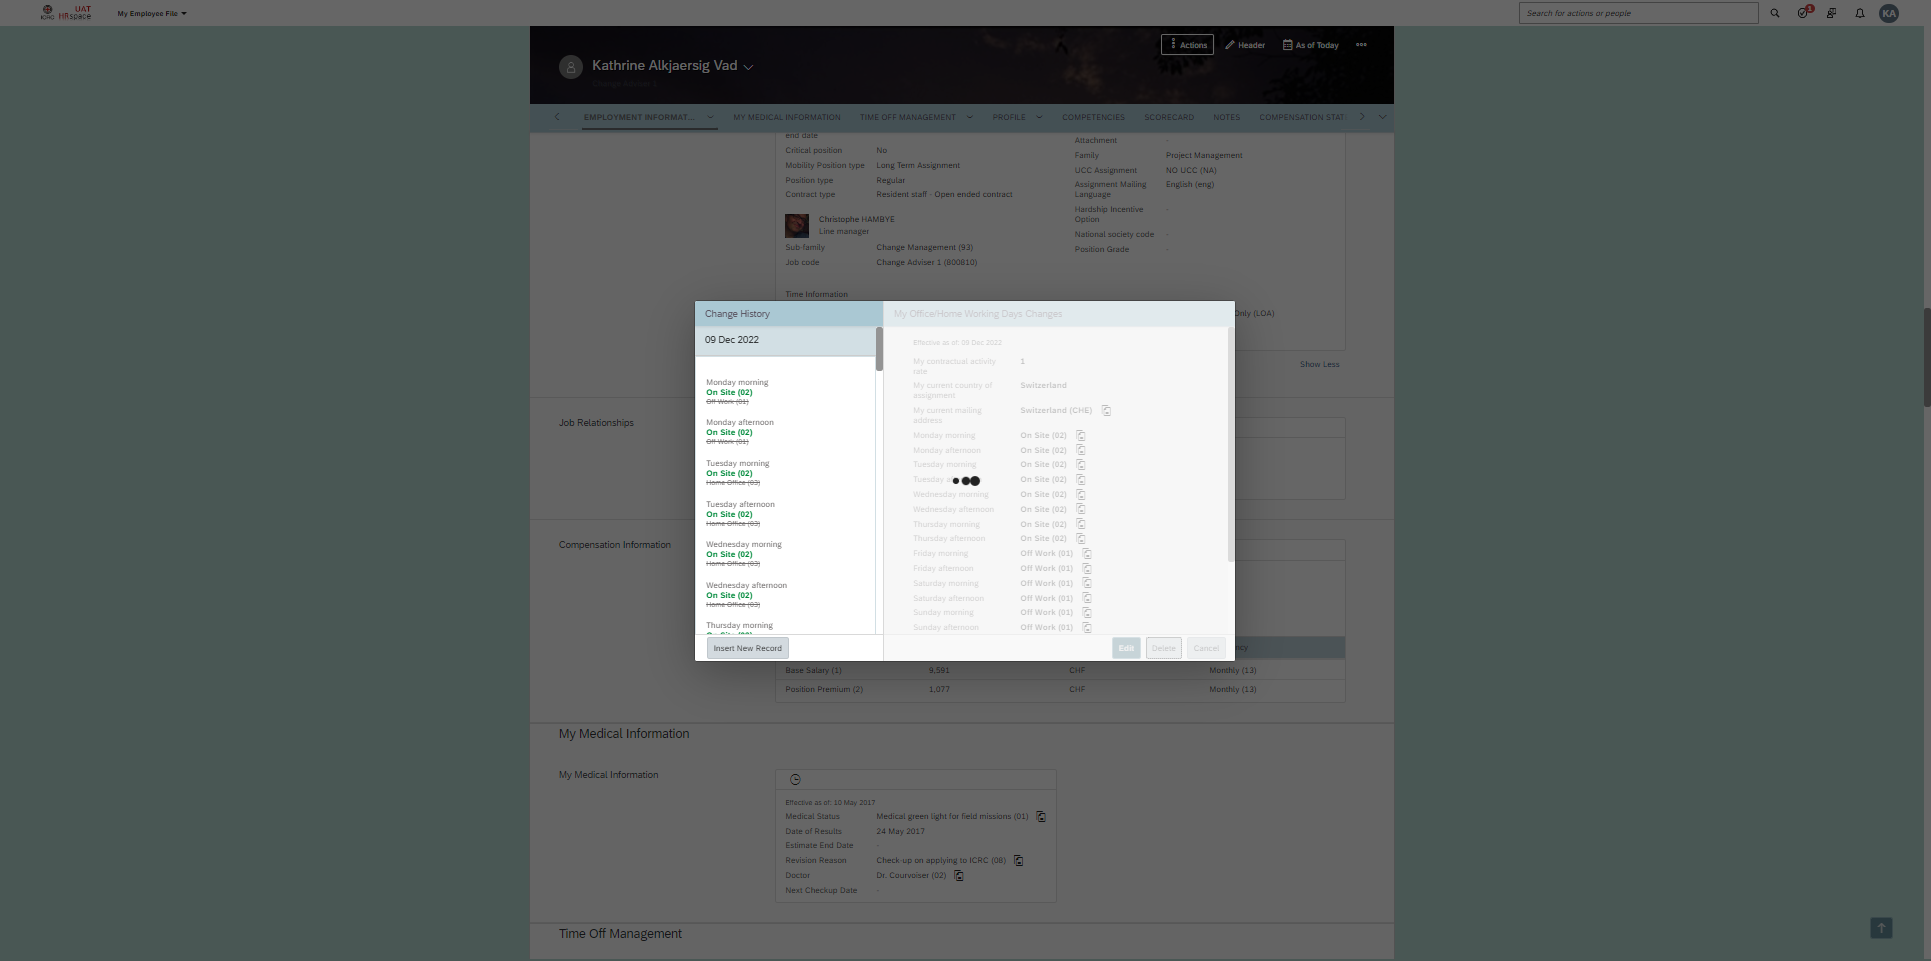 ICRC
UAT
HRspace
My Employee File
Search for actions or people
1
KA
Actions
Header
As of Today
Kathrine Alkjaersig Vad
Change Adviser 1
EMPLOYMENT INFORMAT...
MY MEDICAL INFORMATION
TIME OFF MANAGEMENT
PROFILE
COMPETENCIES
SCORECARD
NOTES
COMPENSATION STAT
end date
Critical position No
Mobility Position type Long Term Assignment
Position type Regular
Contract type Resident staff - Open ended contract
Christophe HAMBYE
Line manager
Sub-family Change Management (93)
Job code Change Adviser 1 (800810)
Time Information
Attachment -
Family Project Management
UCC Assignment NO UCC (NA)
Assignment Mailing English (eng)
Language
Hardship Incentive -
Option
National society code -
Position Grade -
Only (LOA)
Show Less
Job Relationships
Compensation Information
Change History
09 Dec 2022
Monday morning
On Site (02)
Off Work (01)
Monday afternoon
On Site (02)
Off Work (01)
Tuesday morning
On Site (02)
Home Office (03)
Tuesday afternoon
On Site (02)
Home Office (03)
Wednesday morning
On Site (02)
Home Office (03)
Wednesday afternoon
On Site (02)
Home Office (03)
Thursday morning
On Site (02)
Insert New Record
My Office/Home Working Days Changes
Effective as of: 09 Dec 2022
My contractual activity 1
rate
My current country of Switzerland
assignment
My current mailing Switzerland (CHE)
address
Monday morning On Site (02)
Monday afternoon On Site (02)
Tuesday morning On Site (02)
Tuesday On Site (02)
Wednesday morning On Site (02)
Wednesday afternoon On Site (02)
Thursday morning On Site (02)
Thursday afternoon On Site (02)
Friday morning Off Work (01)
Friday afternoon Off Work (01)
Saturday morning Off Work (01)
Saturday afternoon Off Work (01)
Sunday morning Off Work (01)
Sunday afternoon Off Work (01)
Edit
Delete
Cancel
ncy
Base Salary (1) 9,591 CHF Monthly (13)
Position Premium (2) 1,077 CHF Monthly (13)
My Medical Information
My Medical Information
Effective as of: 10 May 2017
Medical Status Medical green light for field missions (01)
Date of Results 24 May 2017
Estimate End Date -
Revision Reason Check-up on applying to ICRC (08)
Doctor Dr. Courvoiser (02)
Next Checkup Date -
Time Off Management